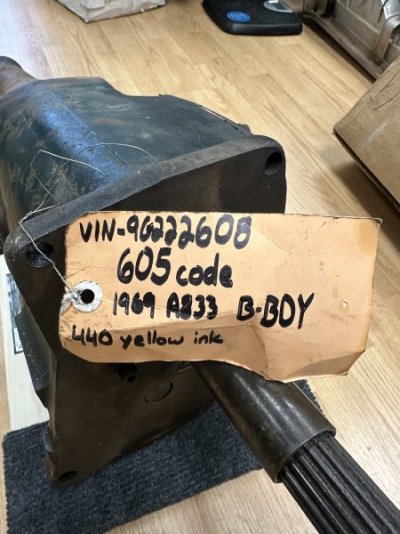 VIN-9G222608
605 code
1969 A833 B-BDY
440 yellow ink